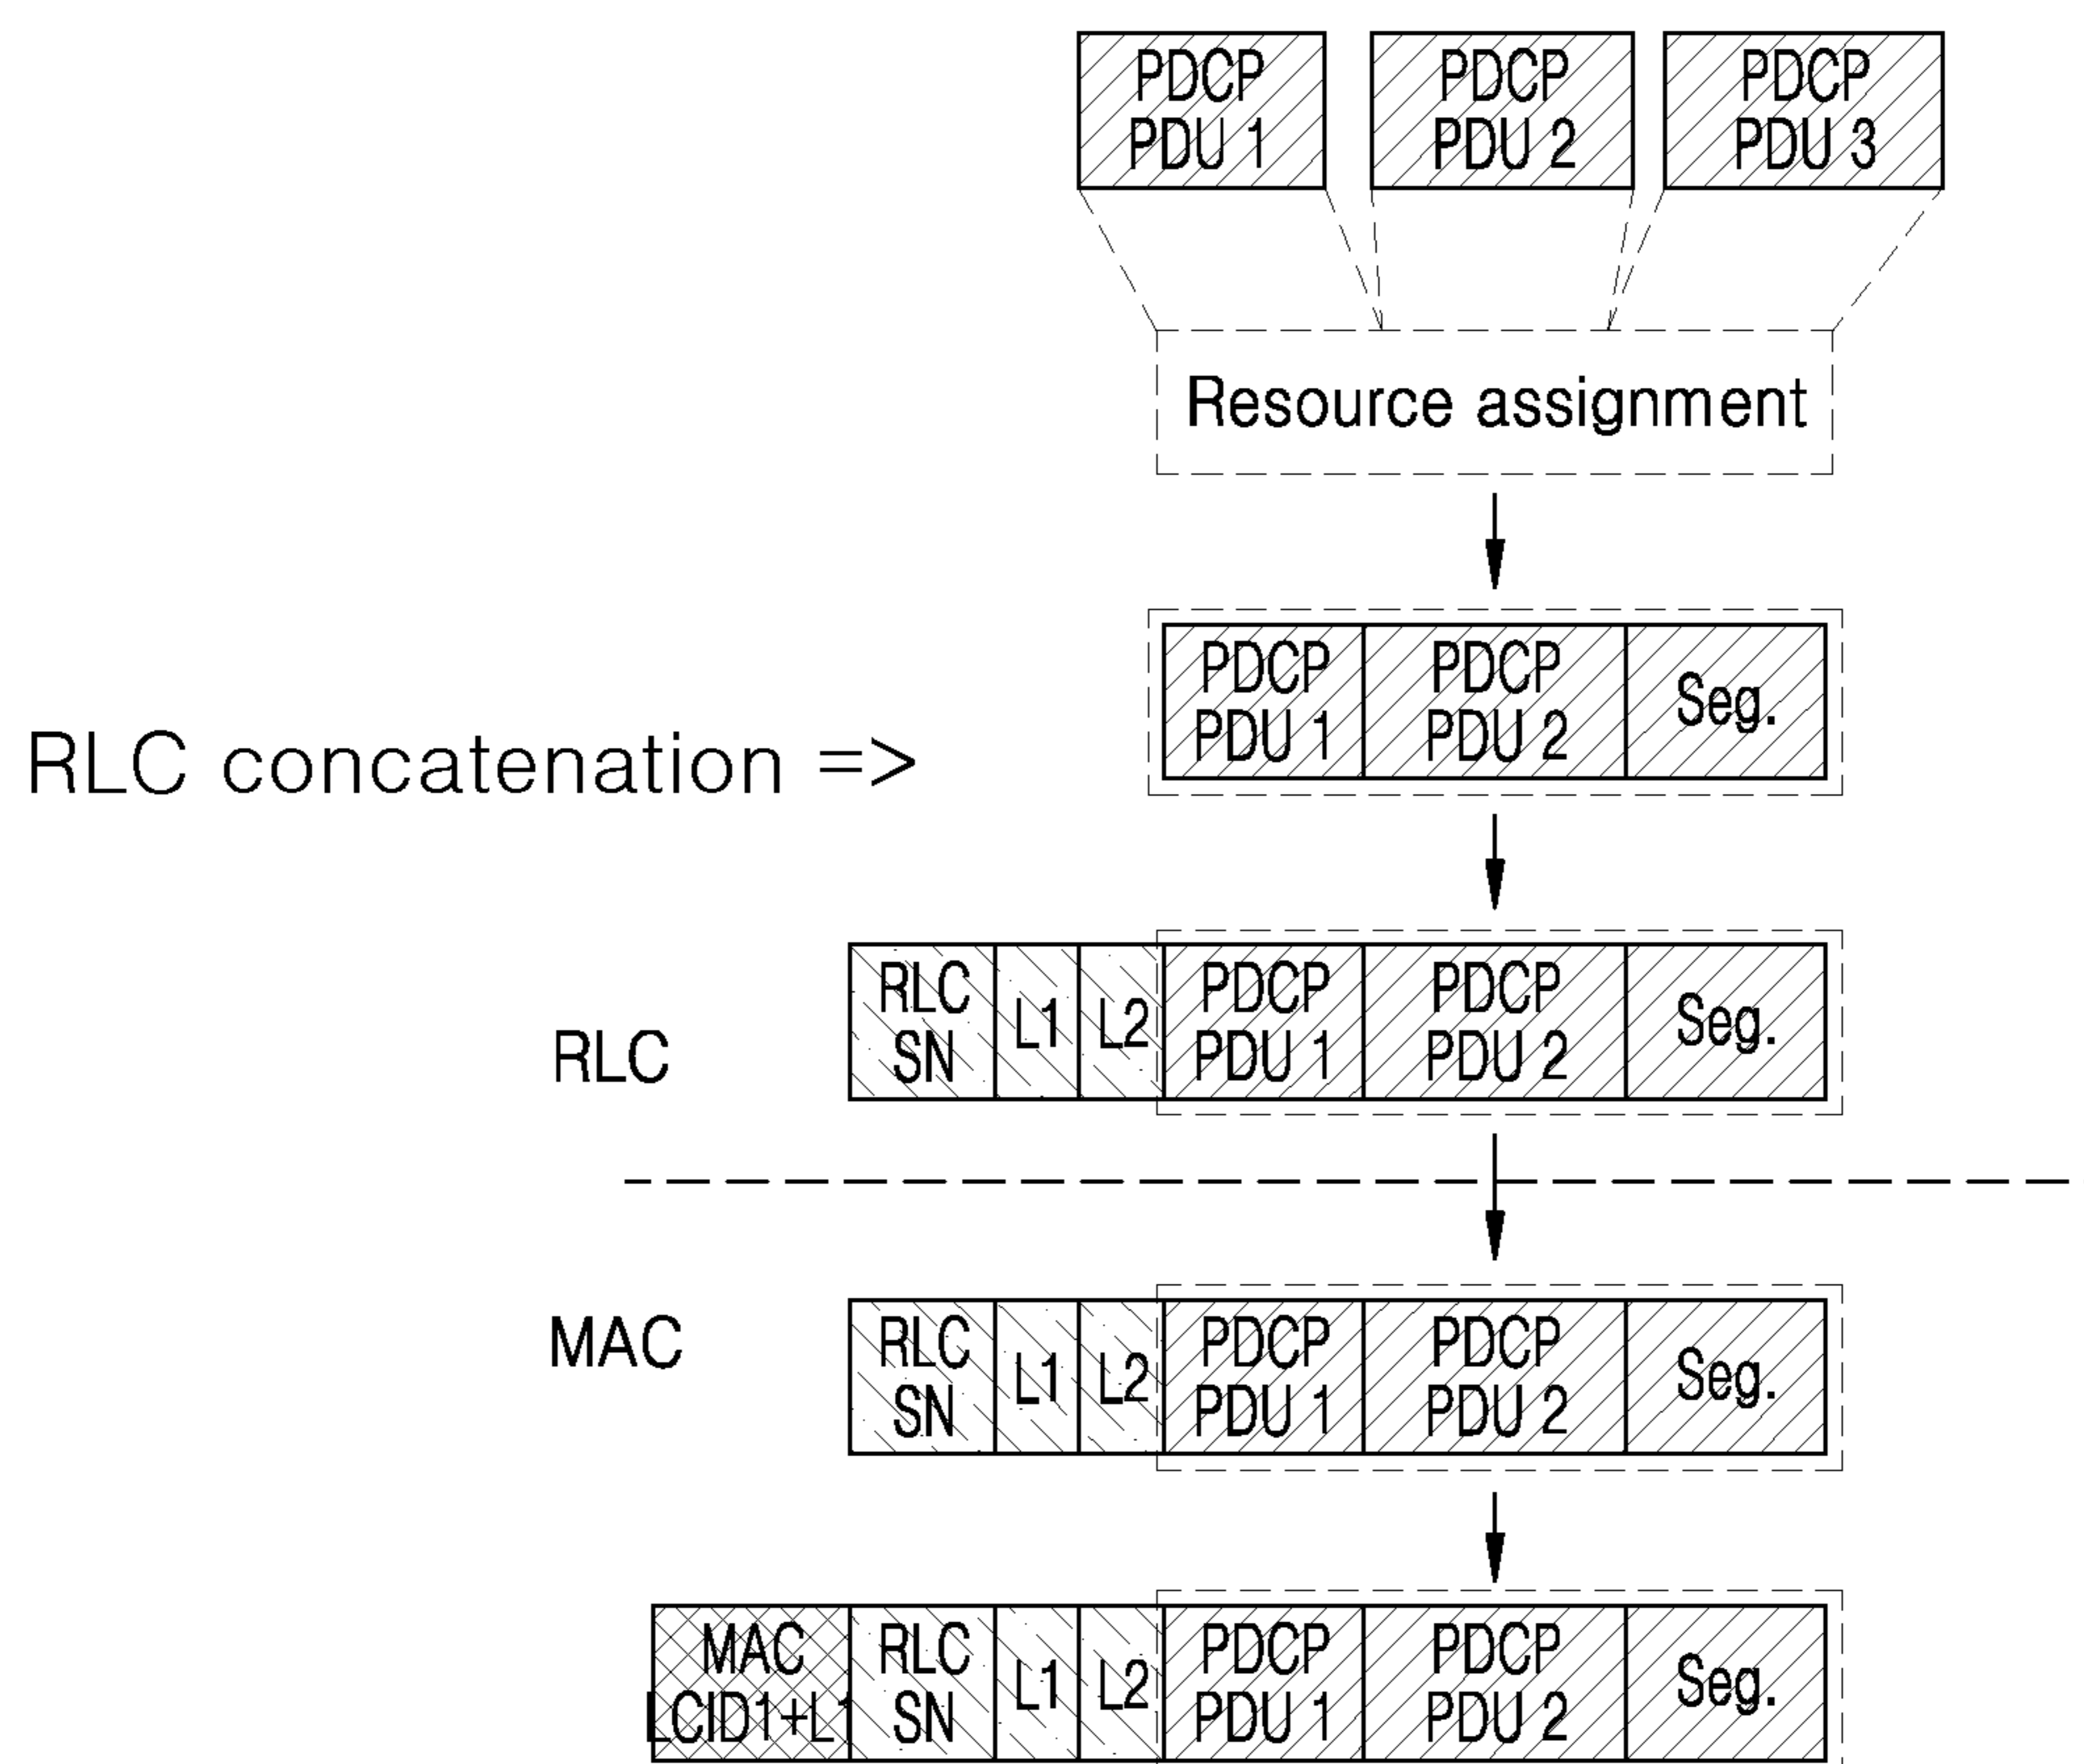 PDCP
PDU 1
PDCP
PDU 2
PDCP
PDU 3
Resource assignment
RLC concatenation =>
PDCP
PDU 1
PDCP
PDU 2
Seg.
RLC
RLC
SN
L1
L2
PDCP
PDU 1
PDCP
PDU 2
Seg.
MAC
RLC
SN
L1
L2
PDCP
PDU 1
PDCP
PDU 2
Seg.
MAC
LCID1+L1
RLC
SN
L1
L2
PDCP
PDU 1
PDCP
PDU 2
Seg.